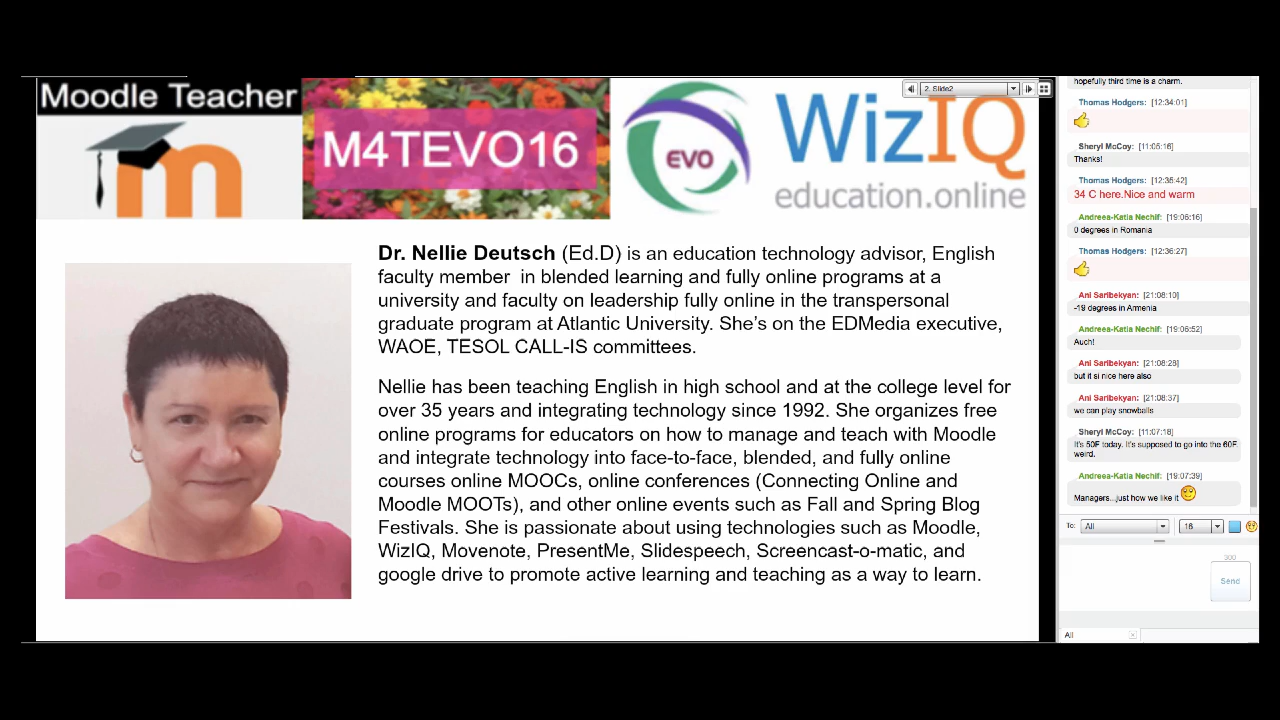 Moodle Teacher
m
M4TEVO16
EVO
WizIQ
education.online
2. Slide2
Dr. Nellie Deutsch (Ed.D) is an education technology advisor, English
faculty member in blended learning and fully online programs at a
university and faculty on leadership fully online in the transpersonal
graduate program at Atlantic University. She's on the EDMedia executive,
WAOE, TESOL CALL-IS committees.
Nellie has been teaching English in high school and at the college level for
over 35 years and integrating technology since 1992. She organizes free
online programs for educators on how to manage and teach with Moodle
and integrate technology into face-to-face, blended, and fully online
courses online MOOCs, online conferences (Connecting Online and
Moodle MOOTs), and other online events such as Fall and Spring Blog
Festivals. She is passionate about using technologies such as Moodle,
WizIQ, Movenote, PresentMe, Slidespeech, Screencast-o-matic, and
google drive to promote active learning and teaching as a way to learn.
hopefully third time is a charm.
Thomas Hodgers: [12:34:01]
Sheryl McCoy: [11:05:16]
Thanks!
Thomas Hodgers: [12:35:42]
34 C here.Nice and warm
Andreea-Katia Nechif: [19:06:16]
0 degrees in Romania
Thomas Hodgers: [12:36:27]
Ani Saribekyan: [21:08:10]
-19 degrees in Armenia
Andreea-Katia Nechif: [19:06:52]
Auch!
Ani Saribekyan: [21:08:28]
but it si nice here also
Ani Saribekyan: [21:08:37]
we can play snowballs
Sheryl McCoy: [11:07:18]
It's 50F today. It's supposed to go into the 60F.
weird.
Andreea-Katia Nechif: [19:07:39]
Managers...just how we like it
To: All 16
300
Send
All